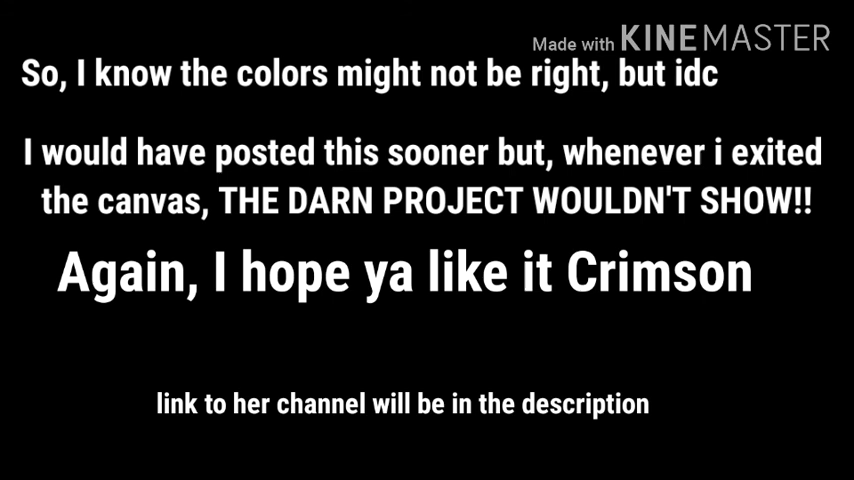 Made with KINEMASTER
So, I know the colors might not be right, but idc
I would have posted this sooner but, whenever i exited
the canvas, THE DARN PROJECT WOULDN'T SHOW!!
Again, I hope ya like it Crimson
link to her channel will be in the description